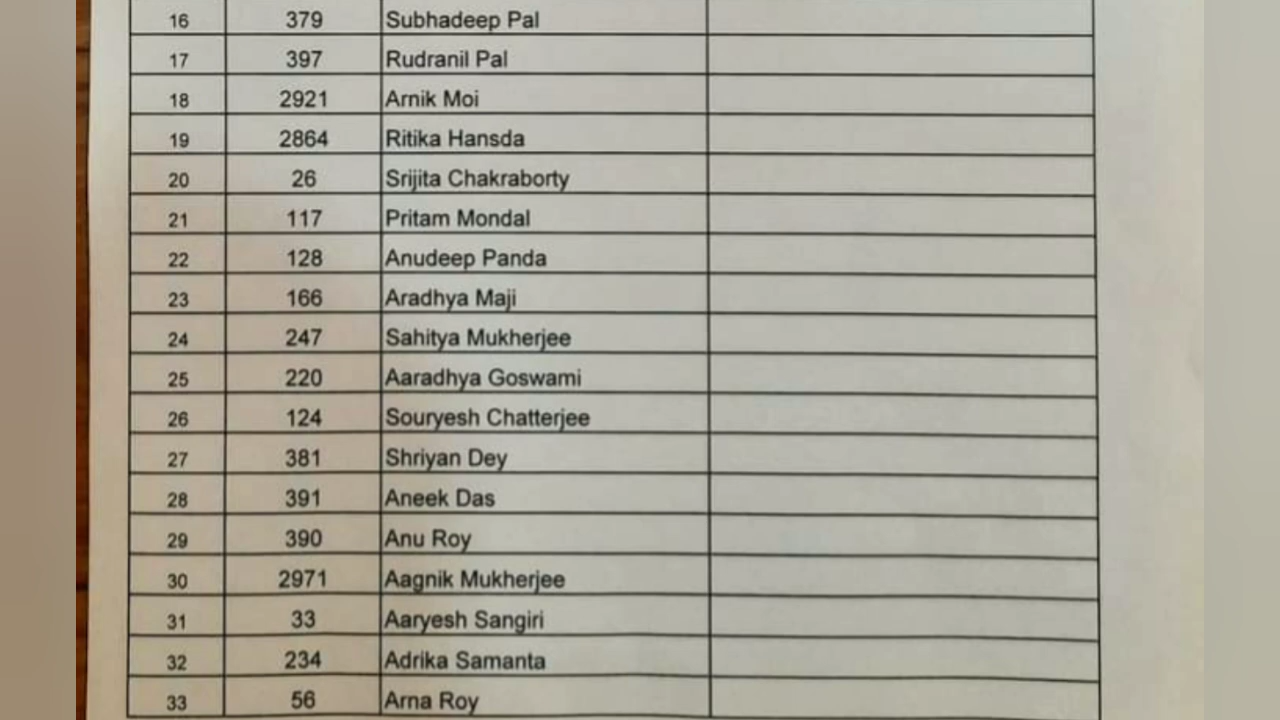 16 379 Subhadeep Pal
17 397 Rudranil Pal
18 2921 Arnik Moi
19 2864 Ritika Hansda
20 26 Srijita Chakraborty
21 117 Pritam Mondal
22 128 Anudeep Panda
23 166 Aradhya Maji
24 247 Sahitya Mukherjee
25 220 Aaradhya Goswami
26 124 Souryesh Chatterjee
27 381 Shriyan Dey
28 391 Aneek Das
29 390 Anu Roy
30 2971 Aagnik Mukherjee
31 33 Aaryesh Sangiri
32 234 Adrika Samanta
33 56 Arna Roy